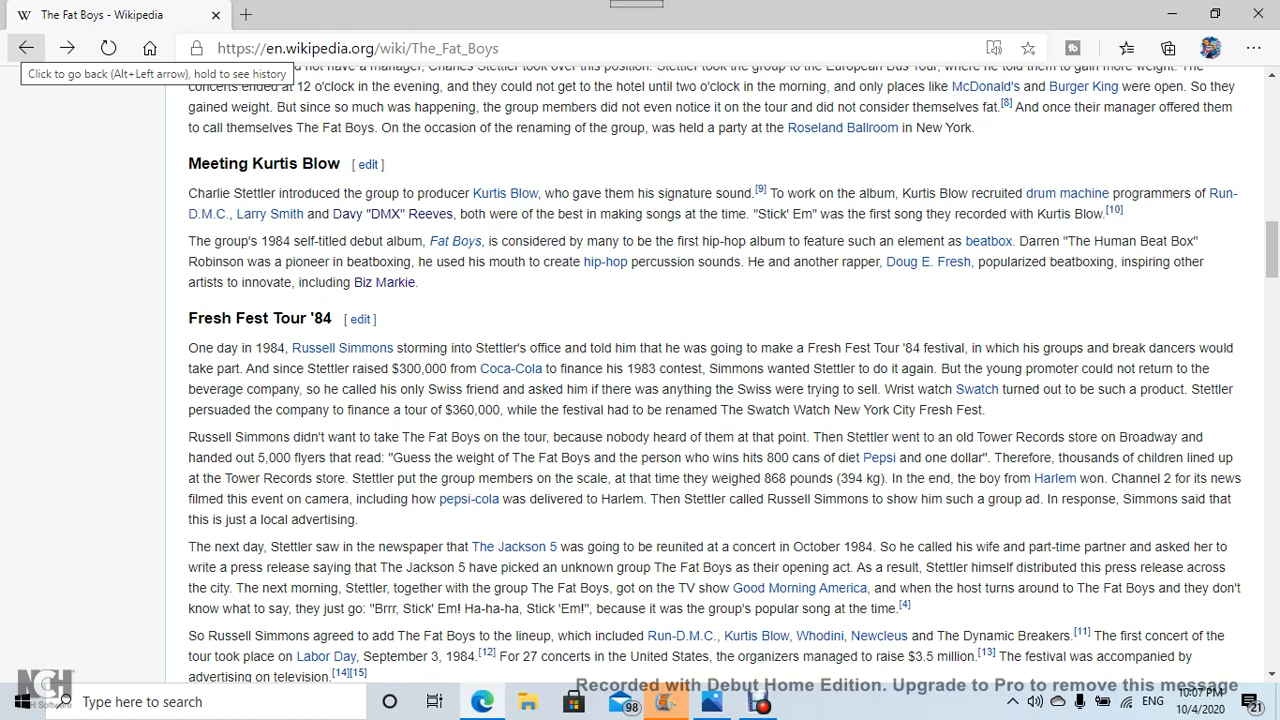 The Fat Boys - Wikipedia
https://en.wikipedia.org/wiki/The_Fat_Boys
Click to go back (Alt+Left arrow), hold to see history
not have a manager, Charles Stettler took over this position. Stettler took the group to the European Bus Tour, where he told them to gain more weight. The
concerts ended at 12 o'clock in the evening, and they could not get to the hotel until two o'clock in the morning, and only places like McDonald's and Burger King were open. So they
gained weight. But since so much was happening, the group members did not even notice it on the tour and did not consider themselves fat.[8] And once their manager offered them
to call themselves The Fat Boys. On the occasion of the renaming of the group, was held a party at the Roseland Ballroom in New York.
Meeting Kurtis Blow [ edit ]
Charlie Stettler introduced the group to producer Kurtis Blow, who gave them his signature sound.[9] To work on the album, Kurtis Blow recruited drum machine programmers of Run-
D.M.C., Larry Smith and Davy "DMX" Reeves, both were of the best in making songs at the time. "Stick' Em" was the first song they recorded with Kurtis Blow.[10]
The group's 1984 self-titled debut album, Fat Boys, is considered by many to be the first hip-hop album to feature such an element as beatbox. Darren "The Human Beat Box"
Robinson was a pioneer in beatboxing, he used his mouth to create hip-hop percussion sounds. He and another rapper, Doug E. Fresh, popularized beatboxing, inspiring other
artists to innovate, including Biz Markie.
Fresh Fest Tour '84 [ edit ]
One day in 1984, Russell Simmons storming into Stettler's office and told him that he was going to make a Fresh Fest Tour '84 festival, in which his groups and break dancers would
take part. And since Stettler raised $300,000 from Coca-Cola to finance his 1983 contest, Simmons wanted Stettler to do it again. But the young promoter could not return to the
beverage company, so he called his only Swiss friend and asked him if there was anything the Swiss were trying to sell. Wrist watch Swatch turned out to be such a product. Stettler
persuaded the company to finance a tour of $360,000, while the festival had to be renamed The Swatch Watch New York City Fresh Fest.
Russell Simmons didn't want to take The Fat Boys on the tour, because nobody heard of them at that point. Then Stettler went to an old Tower Records store on Broadway and
handed out 5,000 flyers that read: "Guess the weight of The Fat Boys and the person who wins hits 800 cans of diet Pepsi and one dollar". Therefore, thousands of children lined up
at the Tower Records store. Stettler put the group members on the scale, at that time they weighed 868 pounds (394 kg). In the end, the boy from Harlem won. Channel 2 for its news
filmed this event on camera, including how pepsi-cola was delivered to Harlem. Then Stettler called Russell Simmons to show him such a group ad. In response, Simmons said that
this is just a local advertising.
The next day, Stettler saw in the newspaper that The Jackson 5 was going to be reunited at a concert in October 1984. So he called his wife and part-time partner and asked her to
write a press release saying that The Jackson 5 have picked an unknown group The Fat Boys as their opening act. As a result, Stettler himself distributed this press release across
the city. The next morning, Stettler, together with the group The Fat Boys, got on the TV show Good Morning America, and when the host turns around to The Fat Boys and they don't
know what to say, they just go: "Brrr, Stick' Em! Ha-ha-ha, Stick 'Em!", because it was the group's popular song at the time.[4]
So Russell Simmons agreed to add The Fat Boys to the lineup, which included Run-D.M.C., Kurtis Blow, Whodini, Newcleus and The Dynamic Breakers.[11] The first concert of the
tour took place on Labor Day, September 3, 1984.[12] For 27 concerts in the United States, the organizers managed to raise $3.5 million.[13] The festival was accompanied by
advertising on television.[14][15]
NCH Software
Recorded with Debut Home Edition. Upgrade to Pro to remove this message
Type here to search
98
ENG
10:07 PM
10/4/2020
21